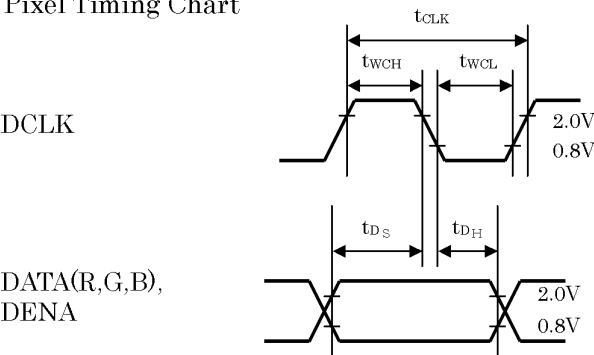 Pixel Timing Chart
tCLK
tWCH
tWCL
DCLK
2.0V
0.8V
tDS
tDH
DATA(R,G,B),
DENA
2.0V
0.8V